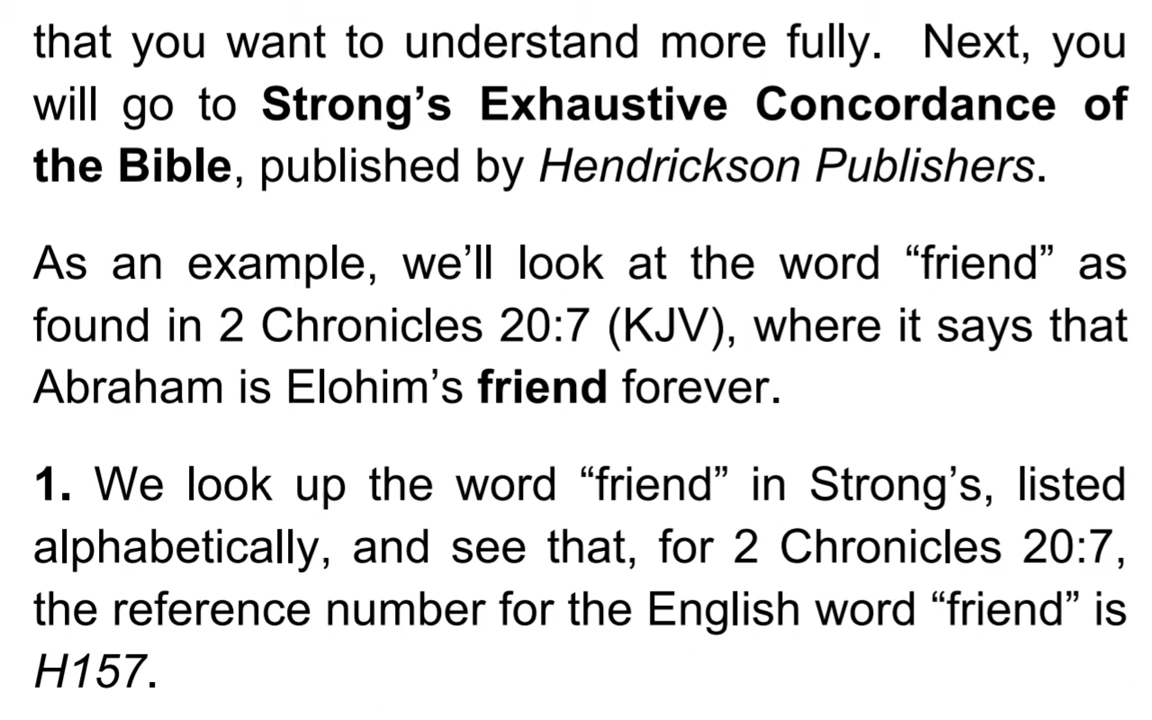 that you want to understand more fully.  Next, you
will go to Strong’s Exhaustive Concordance of
the Bible, published by Hendrickson Publishers.
As an example, we’ll look at the word “friend” as
found in 2 Chronicles 20:7 (KJV), where it says that
Abraham is Elohim’s friend forever.
1. We look up the word “friend” in Strong’s, listed
alphabetically, and see that, for 2 Chronicles 20:7,
the reference number for the English word “friend” is
H157.